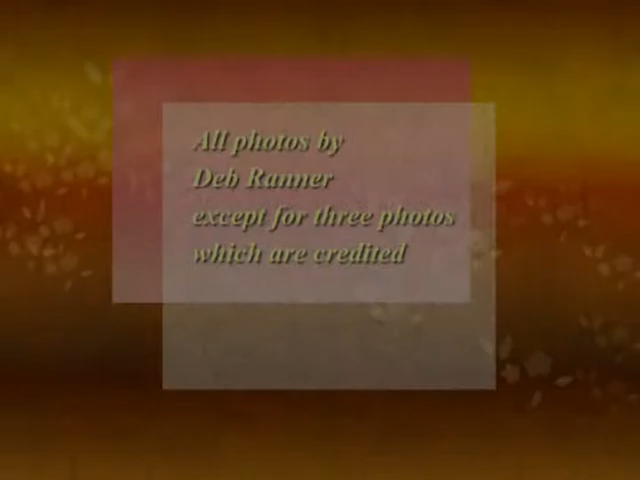 All photos by
Deb Ranner
except for three photos
which are credited